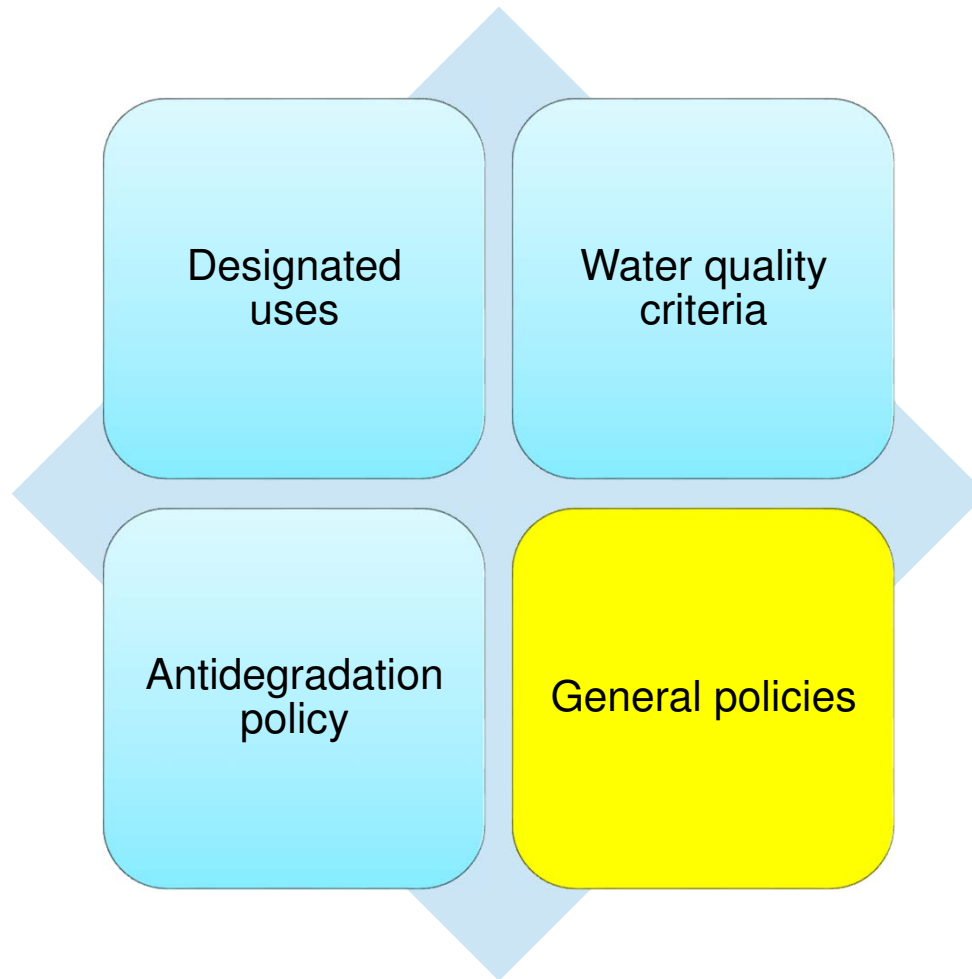 Designated
uses
Water quality
criteria
Antidegradation
policy
General policies